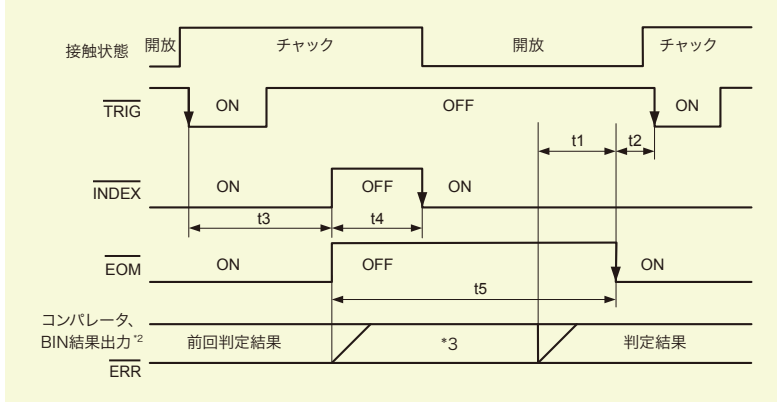 接触状態 開放 チャック 開放 チャック
TRIG ON OFF ON
t1 t2
INDEX ON OFF ON
t3 t4
EOM ON OFF ON
t5
コンパレータ、
BIN結果出力*2 前回判定結果 *3 判定結果
ERR